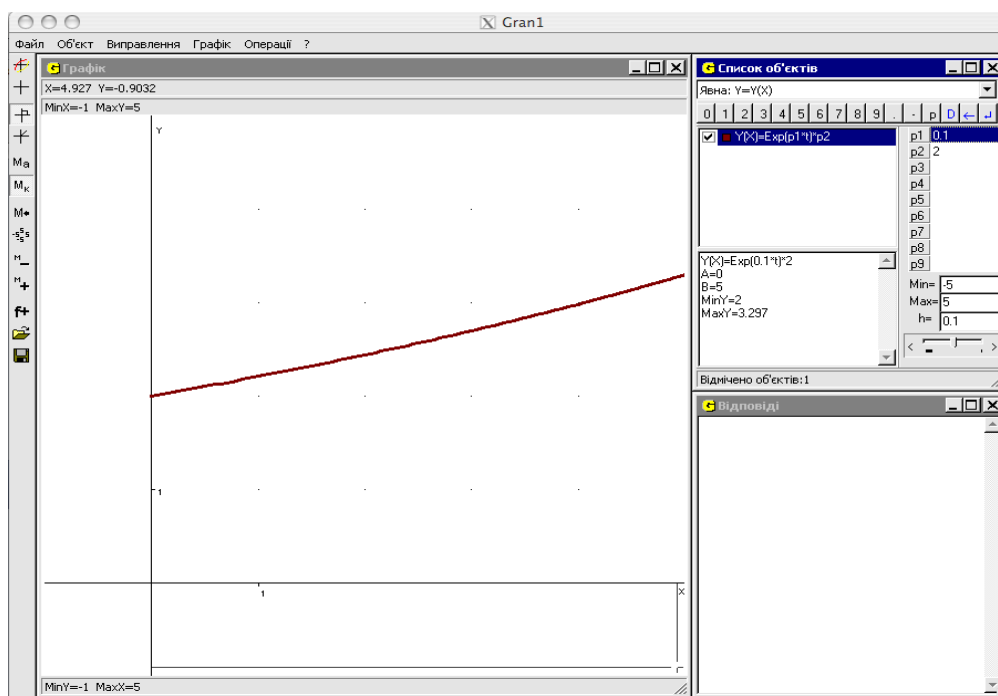 Gran1
Файл Об'єкт Виправлення Графік Операції ?
Графік
X=4.927 Y=-0.9032
MinX=-1 MaxY=5
Y
1
1
X
MinY=-1 MaxX=5
Mа
Mк
M
-sss
M
M+
f+
Список об'єктів
Явна: Y=Y(X)
0 1 2 3 4 5 6 7 8 9 . - p D ←
Y(X)=Exp(p1*t)*p2
p1 0.1
p2 2
p3
p4
p5
p6
p7
p8
p9
Y(X)=Exp(0.1*t)*2
A=0
B=5
MinY=2
MaxY=3.297
Min= -5
Max= 5
h= 0.1
< >
Відмічено об'єктів:1
Відповіді